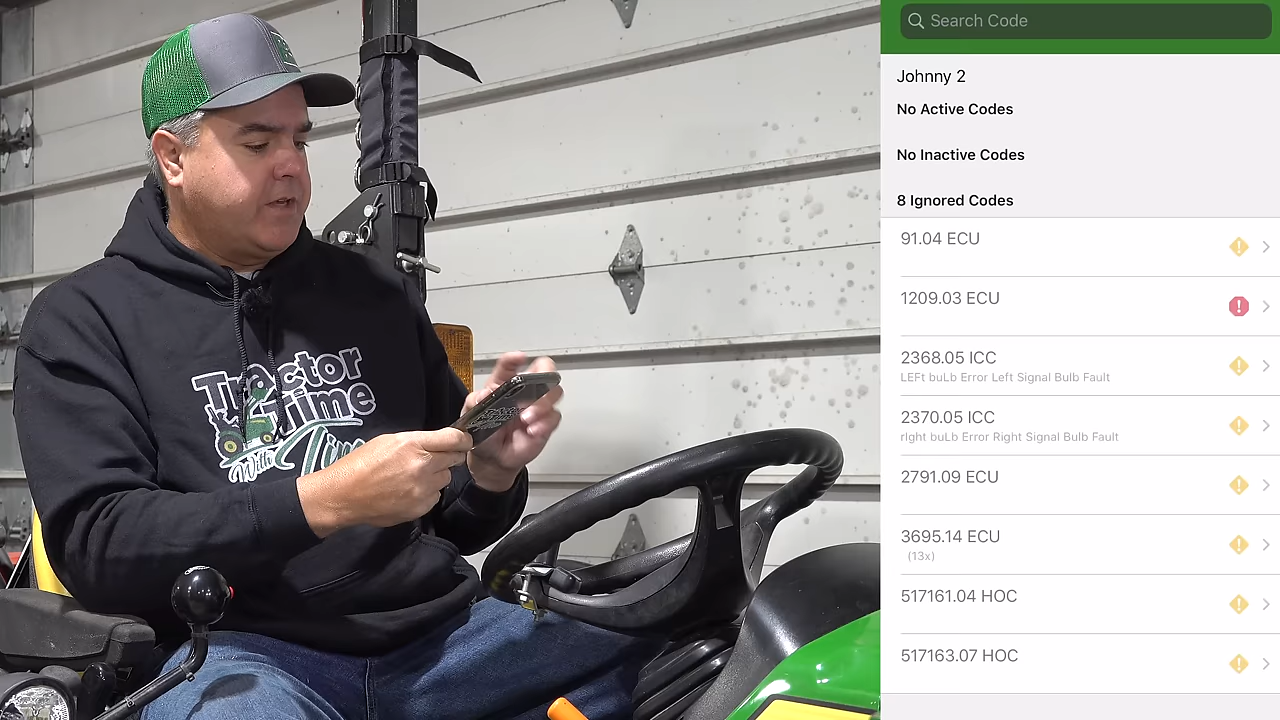 Search Code
Johnny 2
No Active Codes
No Inactive Codes
8 Ignored Codes
91.04 ECU
1209.03 ECU
2368.05 ICC
LEFt buLb Error Left Signal Bulb Fault
2370.05 ICC
rIght buLb Error Right Signal Bulb Fault
2791.09 ECU
3695.14 ECU
(13x)
517161.04 HOC
517163.07 HOC
Tractor
Time
With Tim